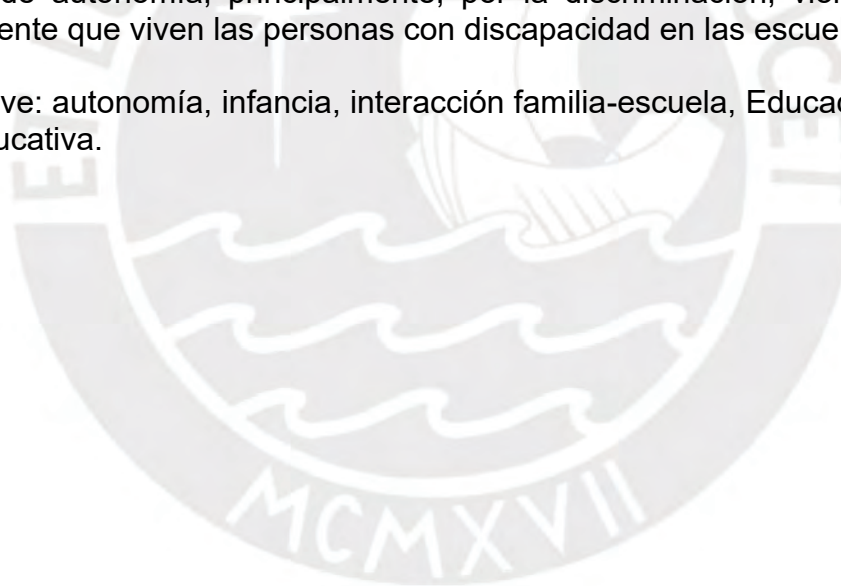 de autonomía, principalmente, por la discriminación,
ente que viven las personas con discapacidad en las escue
ve: autonomía, infancia, interacción familia-escuela, Educa
ucativa.
MCMXVII